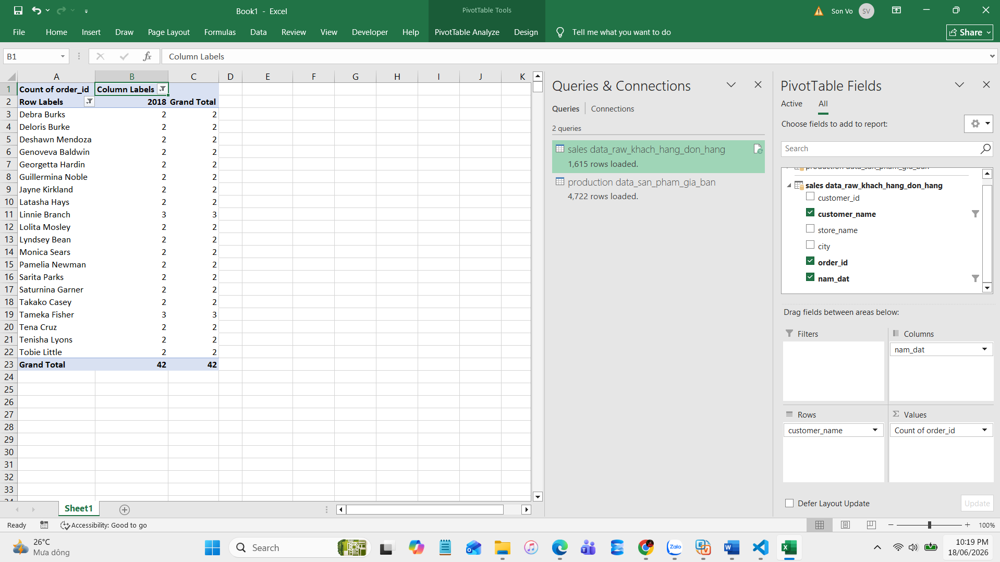 Book1 - Excel
PivotTable Tools
Son Vo
SV
File Home Insert Draw Page Layout Formulas Data Review View Developer Help PivotTable Analyze Design Tell me what you want to do
Share
B1
fx
Column Labels
A B C D E F G H I J K
1 Count of order_id Column Labels
2 Row Labels 2018 Grand Total
3 Debra Burks 2 2
4 Deloris Burke 2 2
5 Deshawn Mendoza 2 2
6 Genoveva Baldwin 2 2
7 Georgetta Hardin 2 2
8 Guillermina Noble 2 2
9 Jayne Kirkland 2 2
10 Latasha Hays 2 2
11 Linnie Branch 3 3
12 Lolita Mosley 2 2
13 Lyndsey Bean 2 2
14 Monica Sears 2 2
15 Pamelia Newman 2 2
16 Sarita Parks 2 2
17 Saturnina Garner 2 2
18 Takako Casey 2 2
19 Tameka Fisher 3 3
20 Tena Cruz 2 2
21 Tenisha Lyons 2 2
22 Tobie Little 2 2
23 Grand Total 42 42
24
25
26
27
28
29
30
31
32
33
34
Queries & Connections
Queries Connections
2 queries
sales data_raw_khach_hang_don_hang
1,615 rows loaded.
production data_san_pham_gia_ban
4,722 rows loaded.
PivotTable Fields
Active All
Choose fields to add to report:
Search
production data_san_pham_gia_ban
sales data_raw_khach_hang_don_hang
customer_id
customer_name
store_name
city
order_id
nam_dat
Drag fields between areas below:
Filters
Columns
nam_dat
Rows
customer_name
Σ Values
Count of order_id
Defer Layout Update
Update
Sheet1
Ready
Accessibility: Good to go
100%
26°C
Mưa dông
Search
Zalo
10:19 PM
18/06/2026